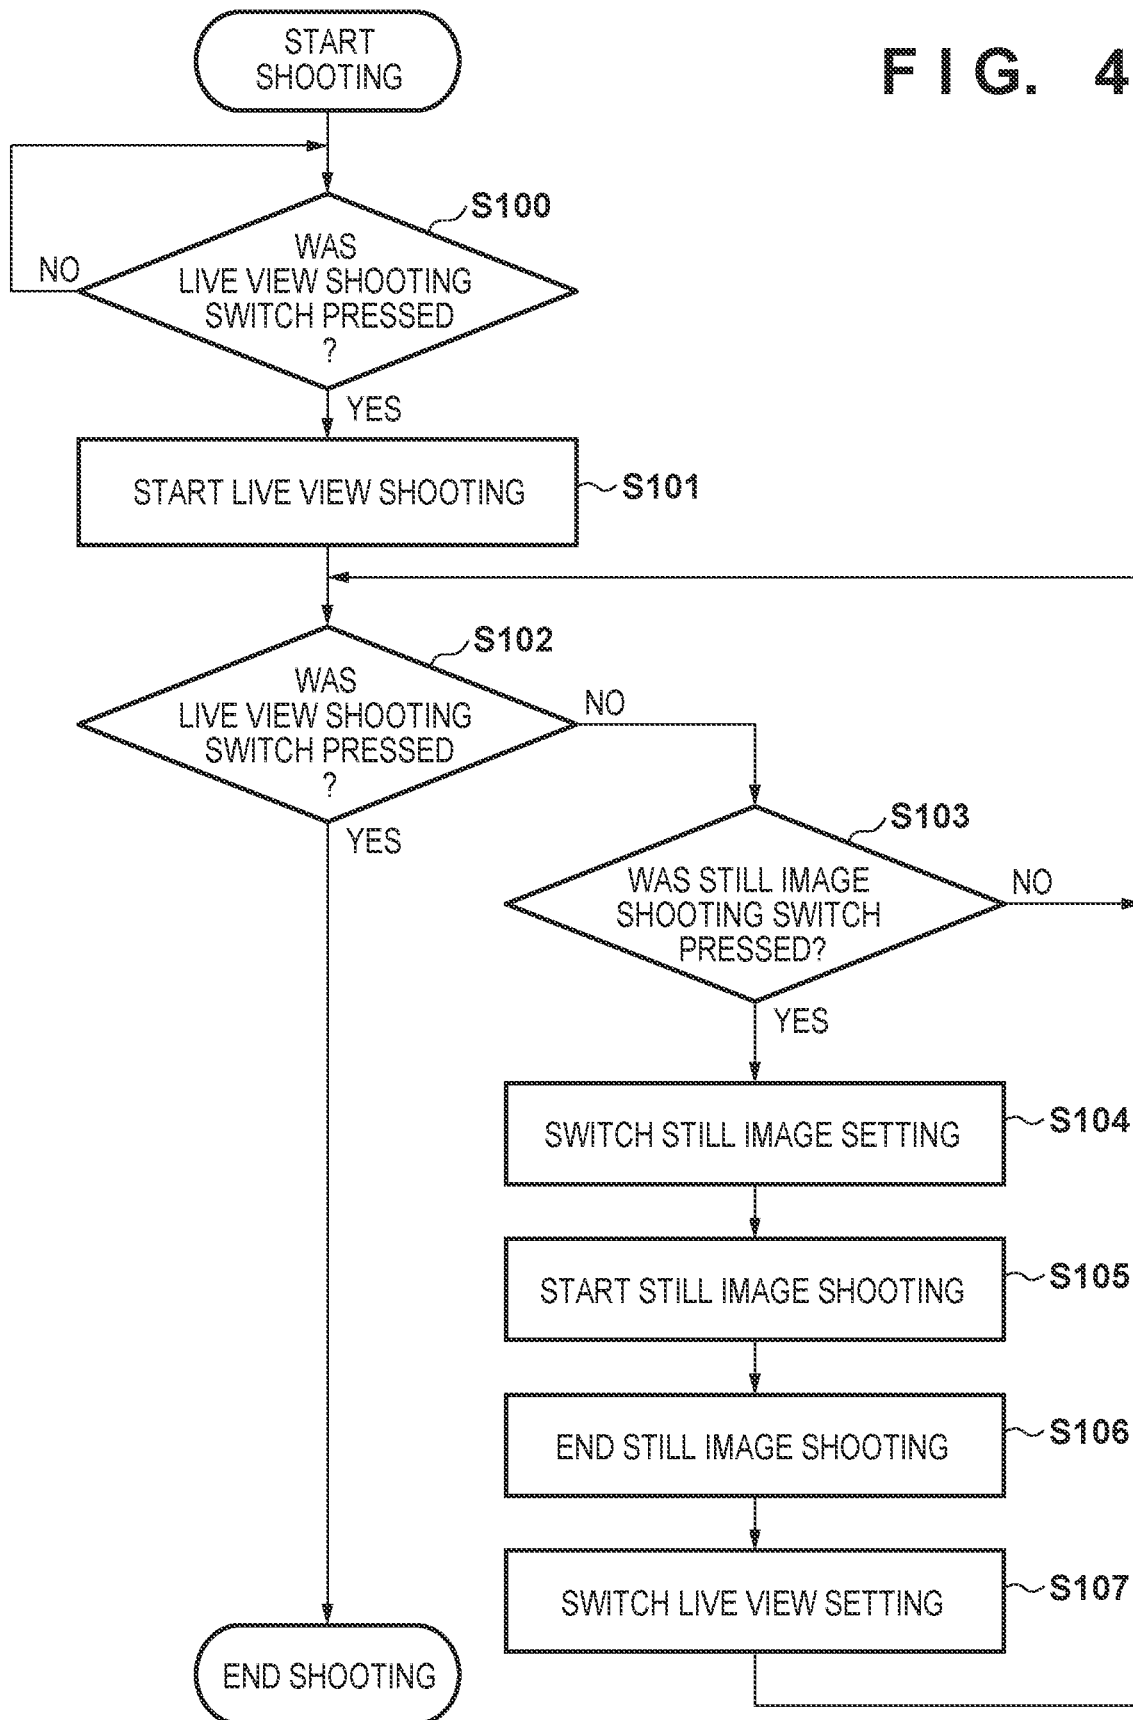 START
SHOOTING
FIG. 4
S100
WAS
LIVE VIEW SHOOTING
SWITCH PRESSED
?
NO
YES
START LIVE VIEW SHOOTING
S101
S102
WAS
LIVE VIEW SHOOTING
SWITCH PRESSED
?
NO
YES
S103
WAS STILL IMAGE
SHOOTING SWITCH
PRESSED?
NO
YES
SWITCH STILL IMAGE SETTING
S104
START STILL IMAGE SHOOTING
S105
END STILL IMAGE SHOOTING
S106
SWITCH LIVE VIEW SETTING
S107
END SHOOTING